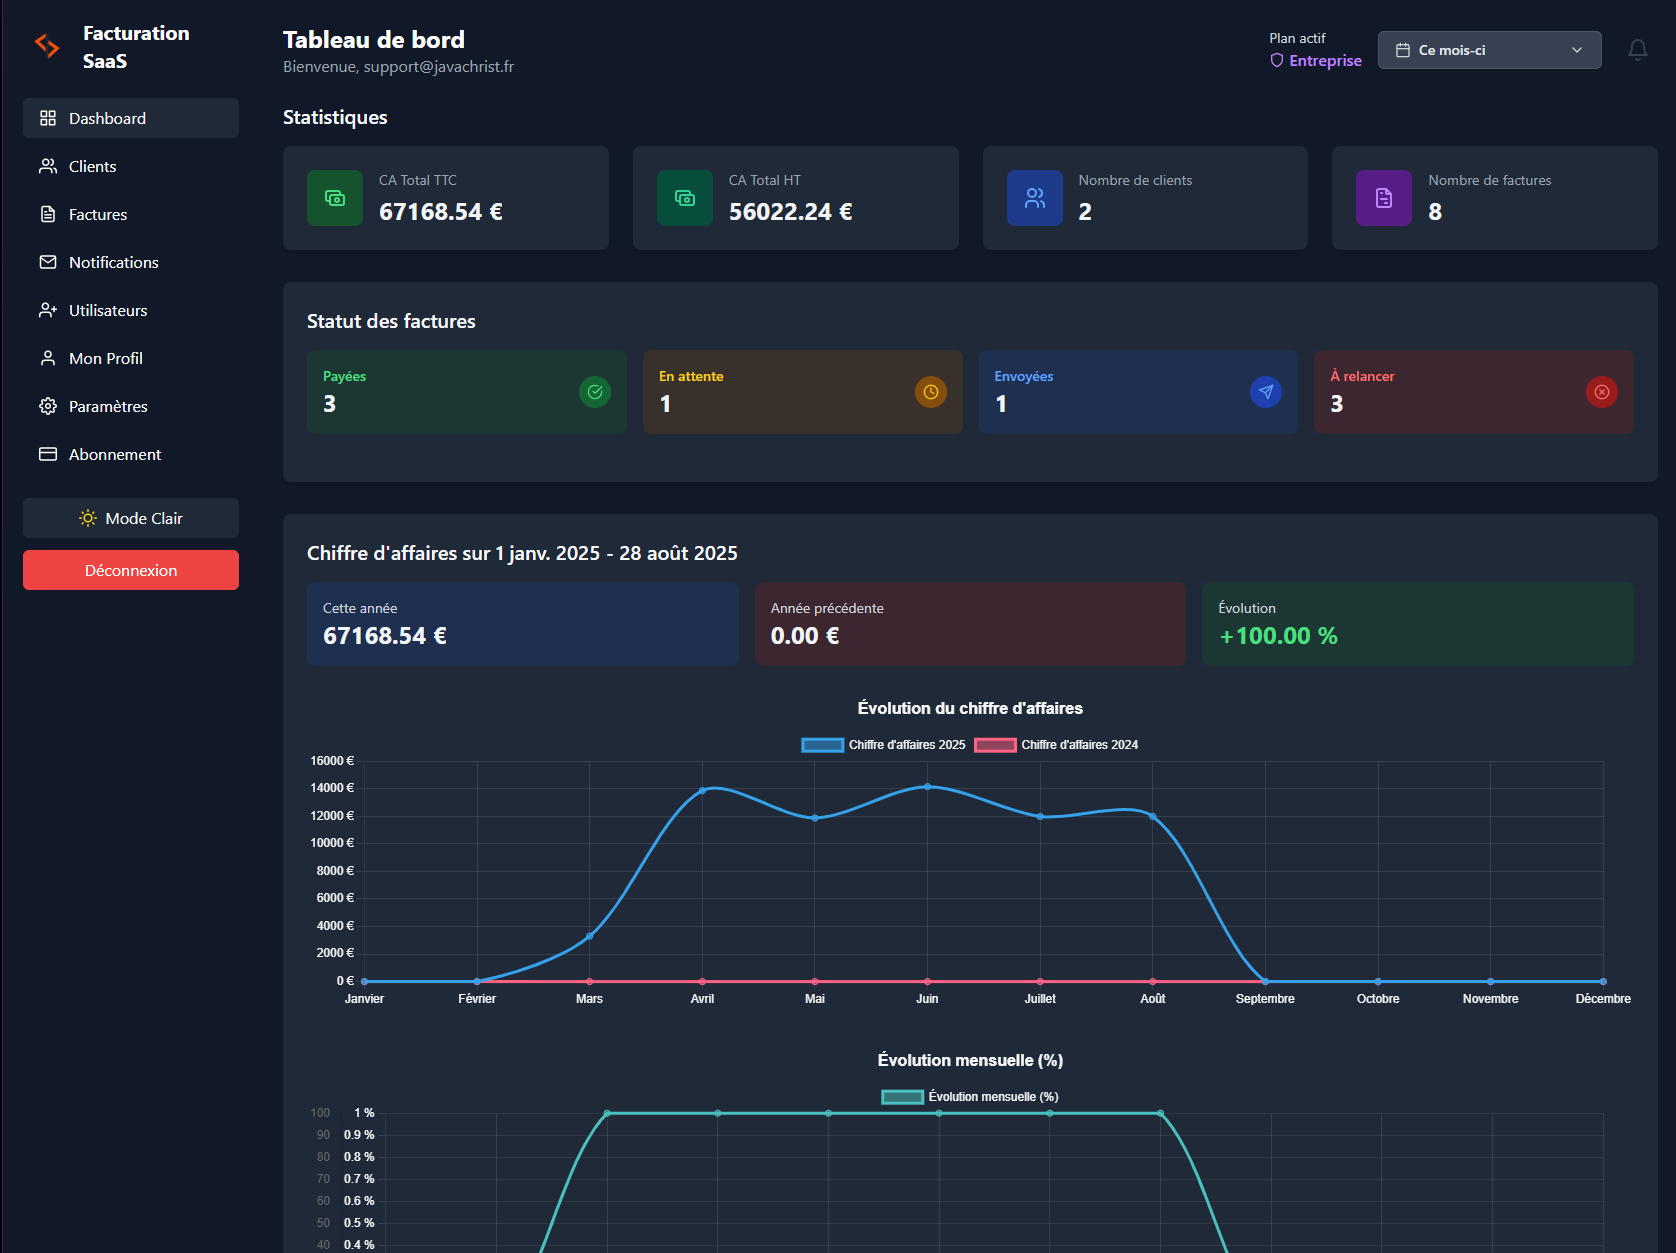 Facturation
SaaS
Dashboard
Clients
Factures
Notifications
Utilisateurs
Mon Profil
Paramètres
Abonnement
Mode Clair
Déconnexion
Tableau de bord
Bienvenue, support@javachrist.fr
Plan actif
Entreprise
Ce mois-ci
Statistiques
CA Total TTC
67168.54 €
CA Total HT
56022.24 €
Nombre de clients
2
Nombre de factures
8
Statut des factures
Payées
3
En attente
1
Envoyées
1
À relancer
3
Chiffre d'affaires sur 1 janv. 2025 - 28 août 2025
Cette année
67168.54 €
Année précédente
0.00 €
Évolution
+100.00 %
Évolution du chiffre d'affaires
Chiffre d'affaires 2025
Chiffre d'affaires 2024
16000 €
14000 €
12000 €
10000 €
8000 €
6000 €
4000 €
2000 €
0 €
Janvier Février Mars Avril Mai Juin Juillet Août Septembre Octobre Novembre Décembre
Évolution mensuelle (%)
Évolution mensuelle (%)
100 1 %
90 0.9 %
80 0.8 %
70 0.7 %
60 0.6 %
50 0.5 %
40 0.4 %